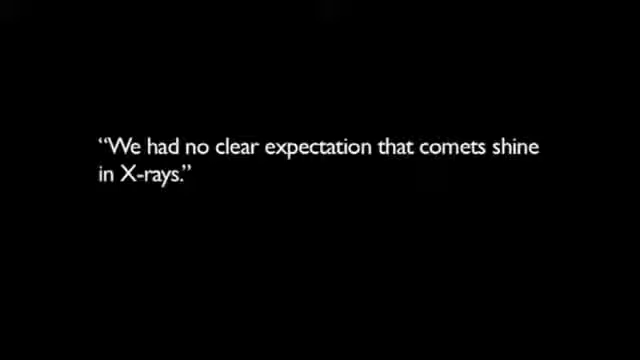 “We had no clear expectation that comets shine
in X-rays.”